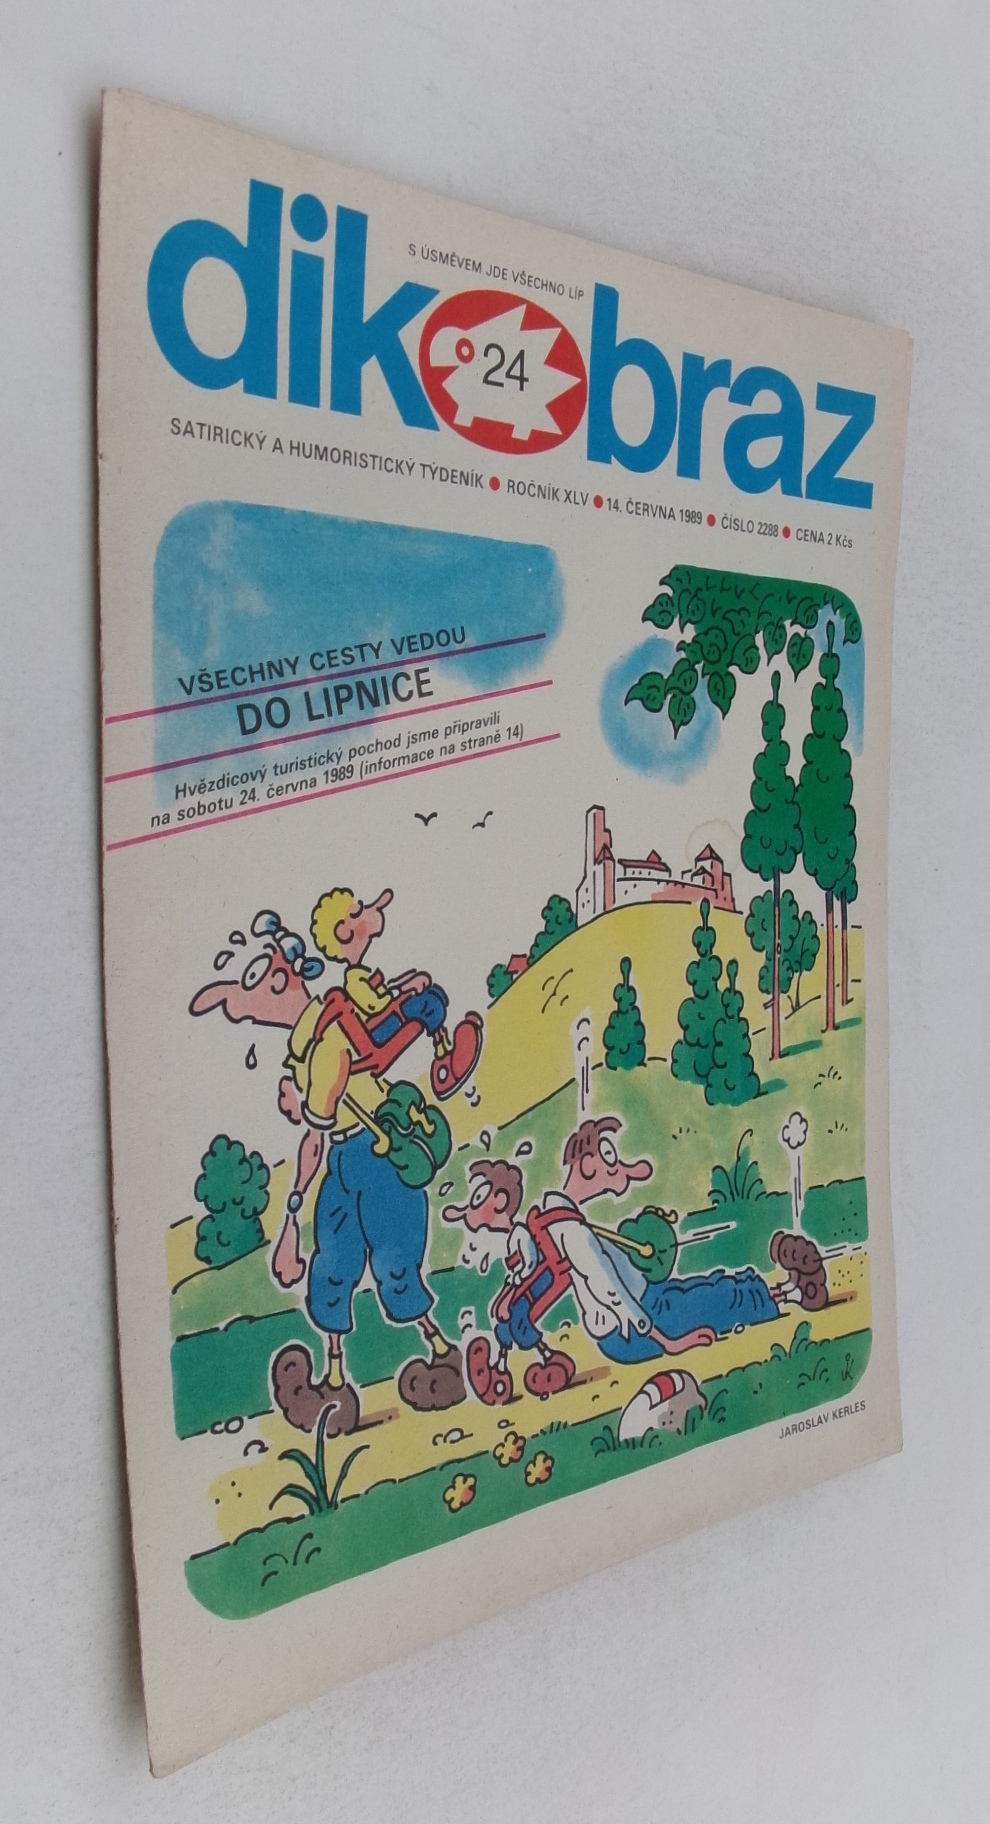 S ÚSMĚVEM JDE VŠECHNO LÍP
dikobraz
24
SATIRICKÝ A HUMORISTICKÝ TÝDENÍK ● ROČNÍK XLV ● 14. ČERVNA 1989 ● ČÍSLO 2288 ● CENA 2 Kčs
VŠECHNY CESTY VEDOU
DO LIPNICE
Hvězdicový turistický pochod jsme připravili
na sobotu 24. června 1989 (informace na straně 14)
JAROSLAV KERLES